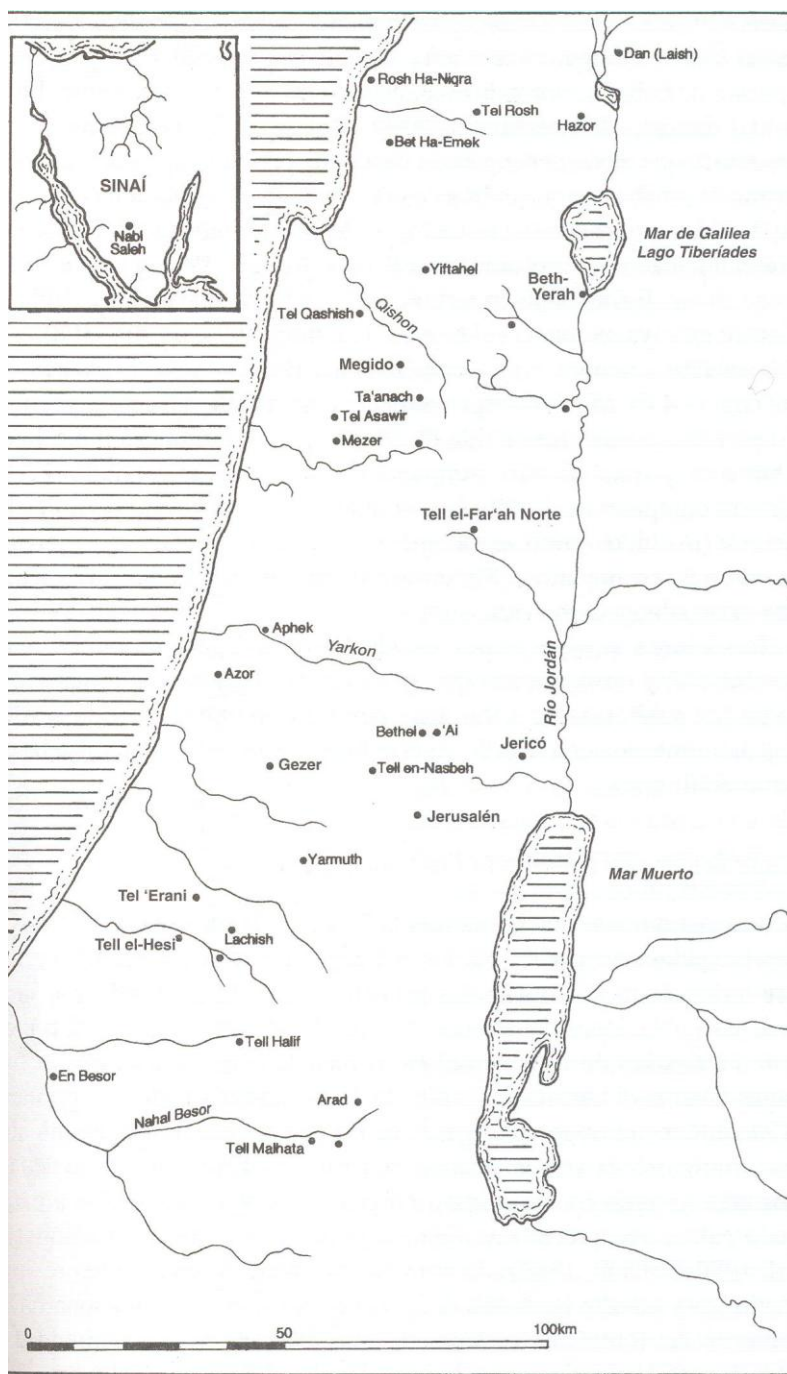 SINAÍ
Nabi
Saleh
Dan (Laish)
Rosh Ha-Niqra
Tel Rosh
Hazor
Bet Ha-Emek
Mar de Galilea
Lago Tiberíades
Yiftahel
Beth-
Yerah
Qishon
Tel Qashish
Megido
Ta'anach
Tel Asawir
Mezer
Tell el-Far'ah Norte
Aphek
Yarkon
Azor
Río Jordán
Bethel
'Ai
Jericó
Gezer
Tell en-Nasbeh
Jerusalén
Yarmuth
Mar Muerto
Tel 'Erani
Lachish
Tell el-Hesi
Tell Halif
En Besor
Arad
Nahal Besor
Tell Malhata
0 50 100km